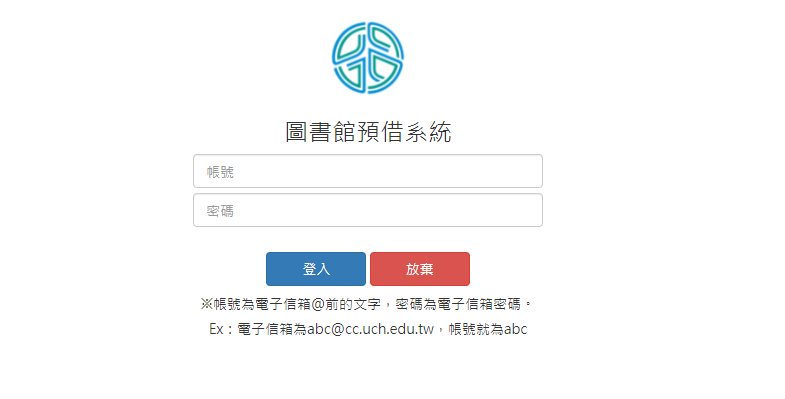 圖書館預借系統
帳號
密碼
登入 放棄
※帳號為電子信箱@前的文字，密碼為電子信箱密碼。
Ex：電子信箱為abc@cc.uch.edu.tw，帳號就為abc